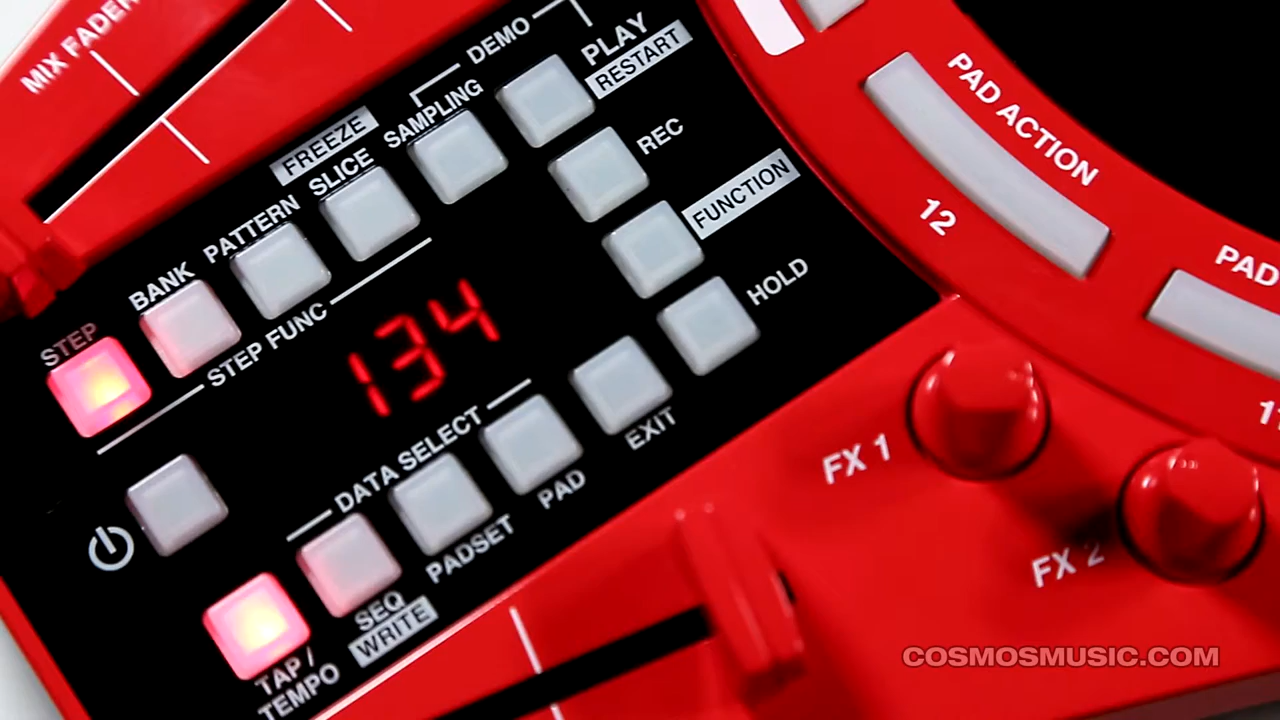 MIX FADER
DEMO
PLAY
RESTART
FREEZE
SLICE
SAMPLING
REC
PATTERN
BANK
FUNCTION
STEP
STEP FUNC
HOLD
134
DATA SELECT
EXIT
PAD
PADSET
SEQ
WRITE
TAP /
TEMPO
PAD ACTION
12
PAD
FX 1
FX 2
COSMOSMUSIC.COM